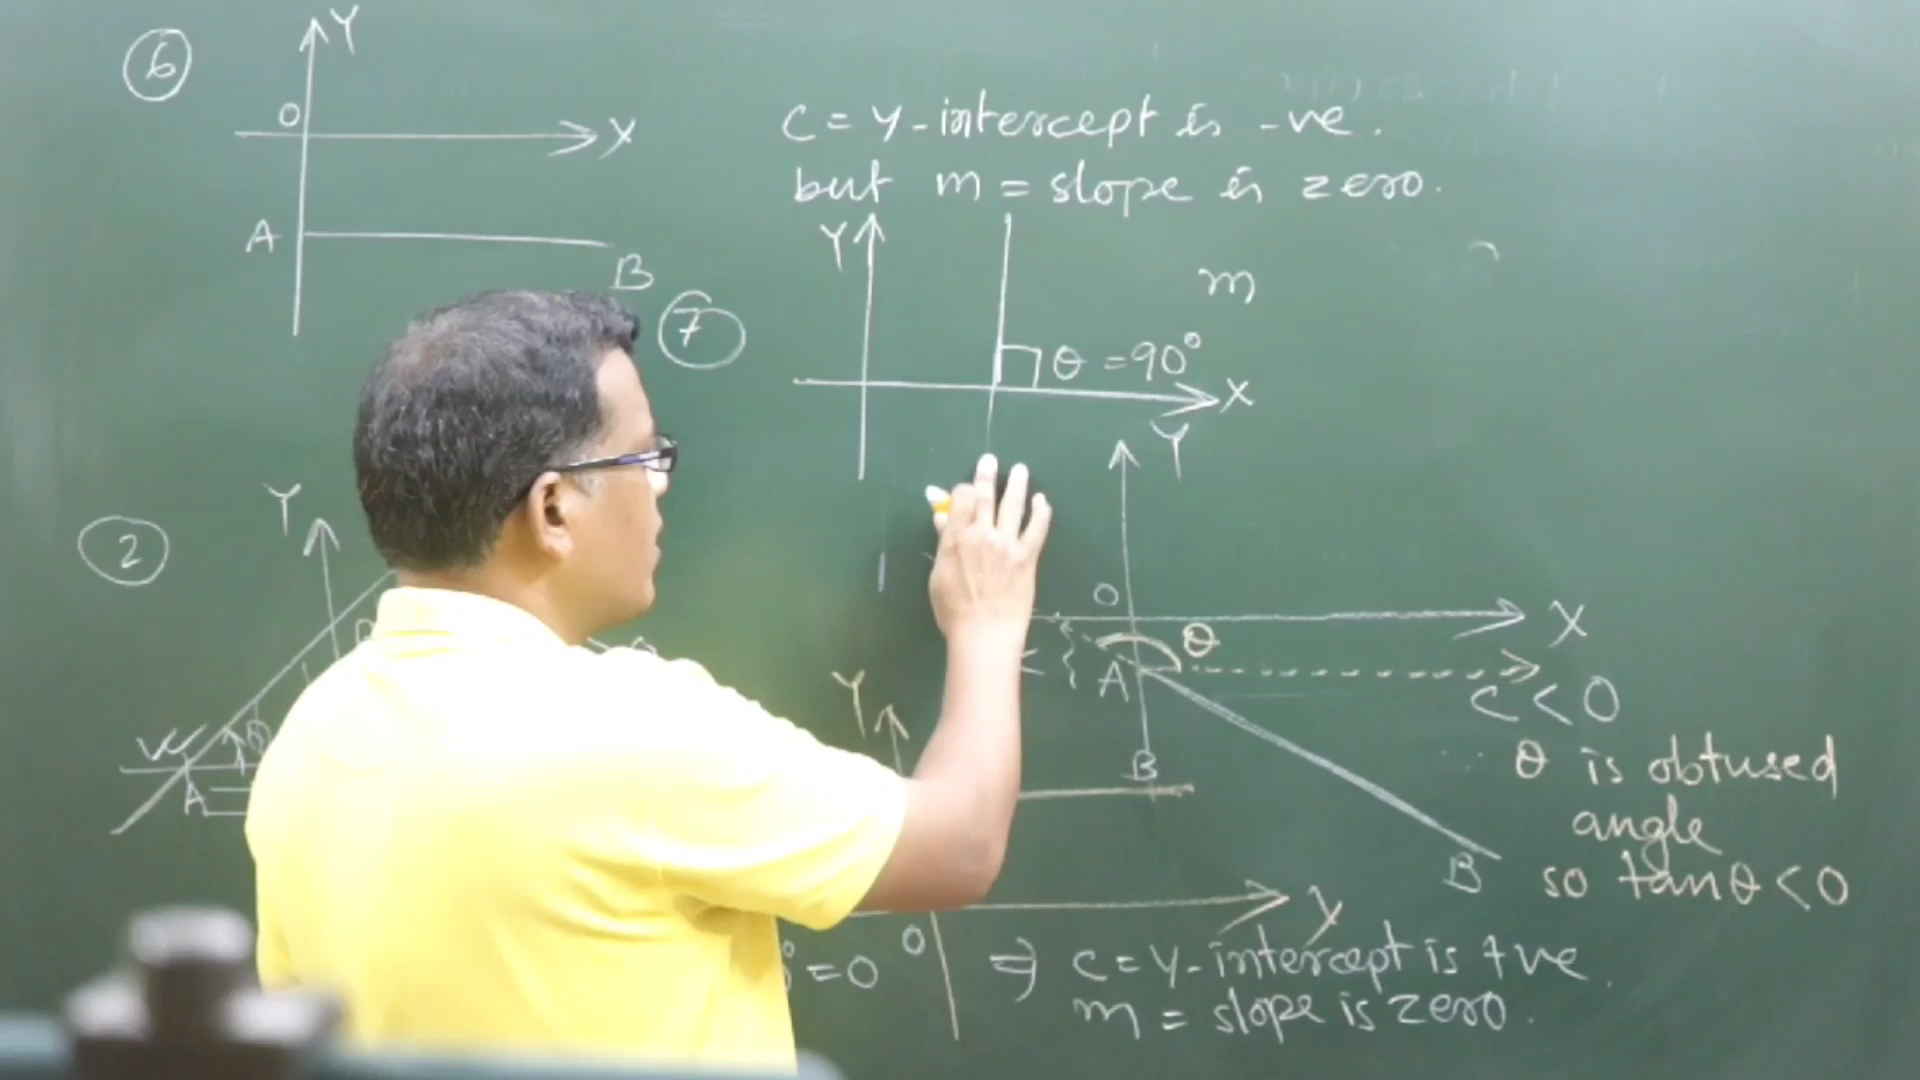 6
Y
O
X
A
B
C = Y-intercept is -ve.
but m = slope is zero.
7
Y
m
θ = 90°
X
2
Y
A
θ
Y
O
X
θ
A
C < 0
B
θ is obtused
angle
B
so tanθ < 0
Y
X
= 0
O
⇒ C = Y-intercept is +ve.
m = slope is zero.